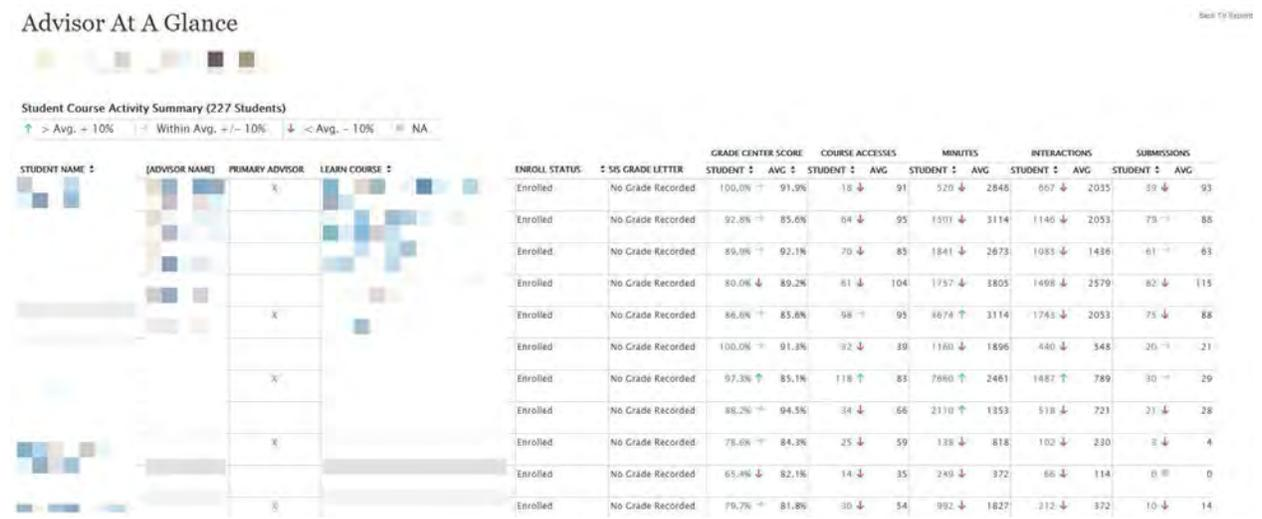 Advisor At A Glance
Student Course Activity Summary (227 Students)
↑ > Avg. + 10% → Within Avg. +/- 10% ↓ < Avg. - 10% NA
GRADE CENTER SCORE COURSE ACCESSES MINUTES INTERACTIONS SUBMISSIONS
STUDENT NAME [ADVISOR NAME] PRIMARY ADVISOR LEARN COURSE ENROLL STATUS SIS GRADE LETTER STUDENT AVG STUDENT AVG STUDENT AVG STUDENT AVG STUDENT AVG
X Enrolled No Grade Recorded 100.0% → 91.9% 18 ↓ 91 520 ↓ 2848 667 ↓ 2035 39 ↓ 93
Enrolled No Grade Recorded 92.8% → 85.6% 64 ↓ 95 1501 ↓ 3114 1146 ↓ 2053 79 → 88
Enrolled No Grade Recorded 89.9% → 92.1% 70 ↓ 85 1841 ↓ 2673 1083 ↓ 1436 61 → 63
Enrolled No Grade Recorded 80.0% ↓ 89.2% 61 ↓ 104 1757 ↓ 3805 1498 ↓ 2579 82 ↓ 115
X Enrolled No Grade Recorded 86.6% → 85.6% 98 → 95 ↑ 3114 1743 ↓ 2053 75 ↓ 88
Enrolled No Grade Recorded 100.0% → 91.3% 32 ↓ 39 1160 ↓ 1896 440 ↓ 548 20 → 21
X Enrolled No Grade Recorded 97.3% ↑ 85.1% 118 ↑ 83 7660 ↑ 2461 1487 ↑ 789 30 → 29
Enrolled No Grade Recorded 88.2% → 94.5% 34 ↓ 66 2110 ↑ 1353 518 ↓ 721 21 ↓ 28
X Enrolled No Grade Recorded 78.6% → 84.3% 25 ↓ 59 138 ↓ 818 102 ↓ 230 3 ↓ 4
Enrolled No Grade Recorded 65.4% ↓ 82.1% 14 ↓ 35 249 ↓ 372 66 ↓ 114 0 0
X Enrolled No Grade Recorded 79.7% → 81.8% 30 ↓ 54 992 ↓ 1827 212 ↓ 372 10 ↓ 14